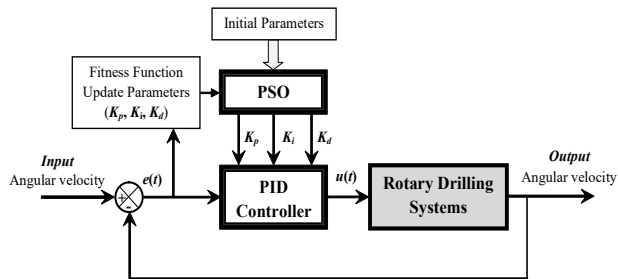 Initial Parameters
Fitness Function
Update Parameters
(Kp, Ki, Kd)
PSO
Kp
Ki
Kd
Input
Angular velocity
e(t)
+
-
PID
Controller
u(t)
Rotary Drilling
Systems
Output
Angular velocity